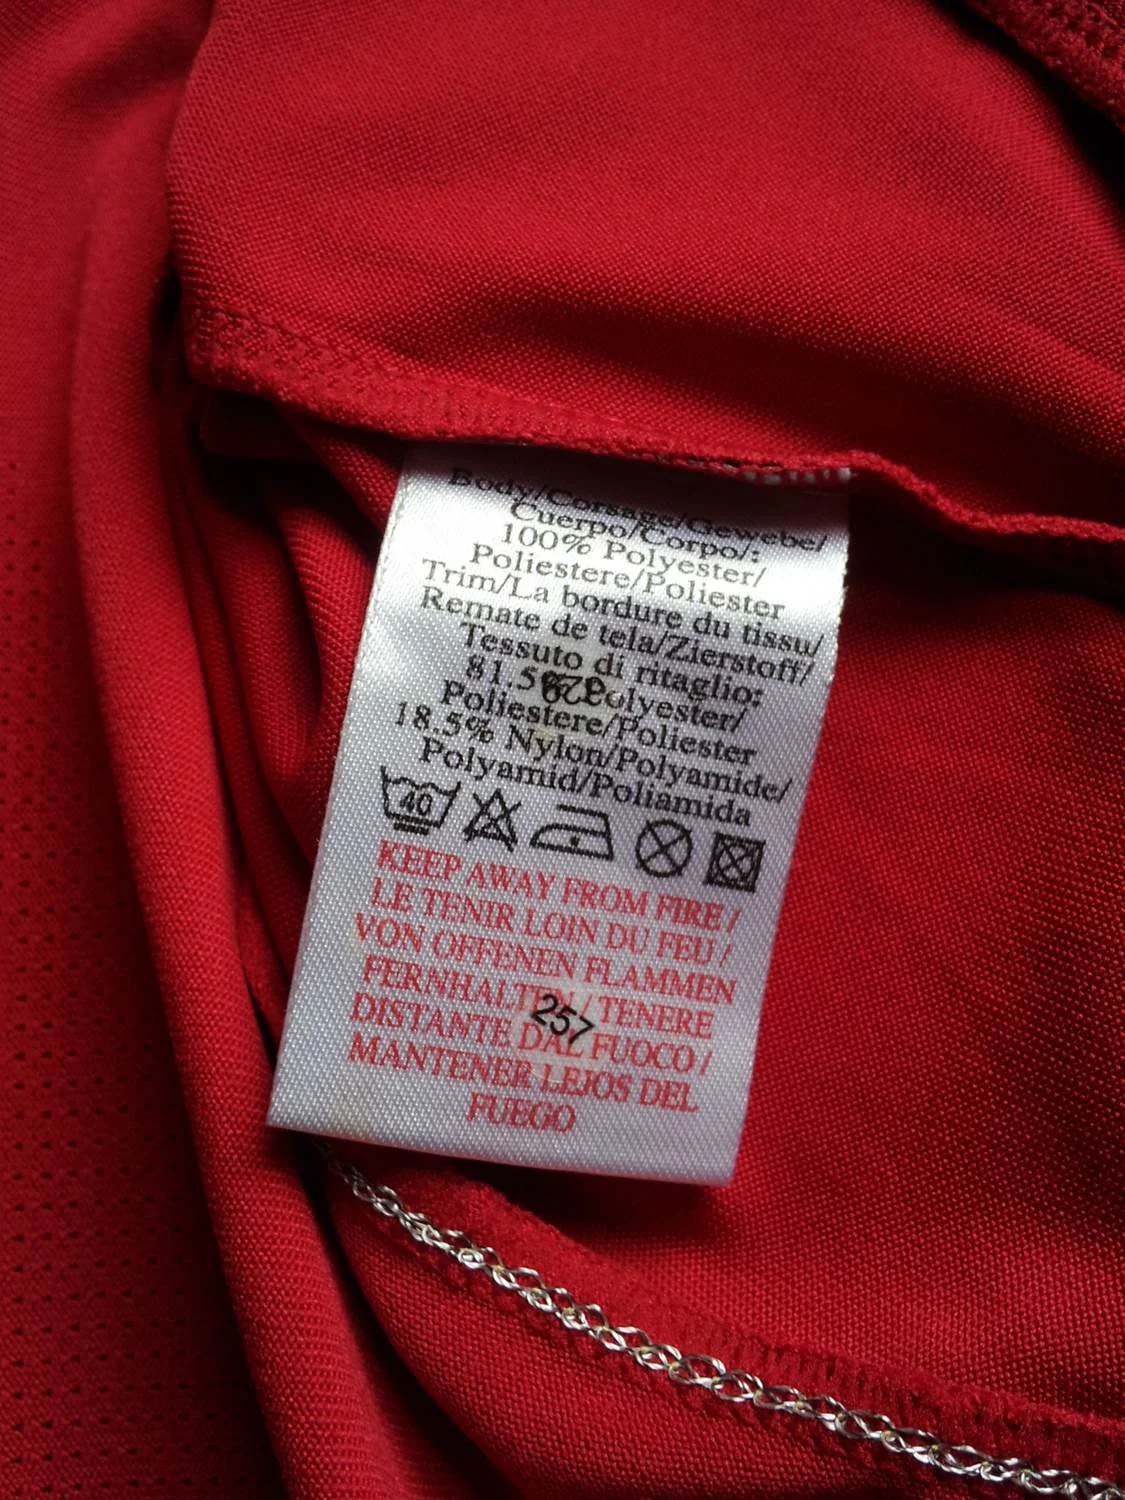 Body/Corsage/Gewebe/
Cuerpo/Corpo/:
100% Polyester/
Poliestere/Poliester
Trim/La bordure du tissu/
Remate de tela/Zierstoff/
Tessuto di ritaglio:
81.5% Polyester/
Poliestere/Poliester
18.5% Nylon/Polyamide/
Polyamid/Poliamida
40
KEEP AWAY FROM FIRE /
LE TENIR LOIN DU FEU /
VON OFFENEN FLAMMEN
FERNHALTEN / TENERE
DISTANTE DAL FUOCO /
MANTENER LEJOS DEL
FUEGO
257